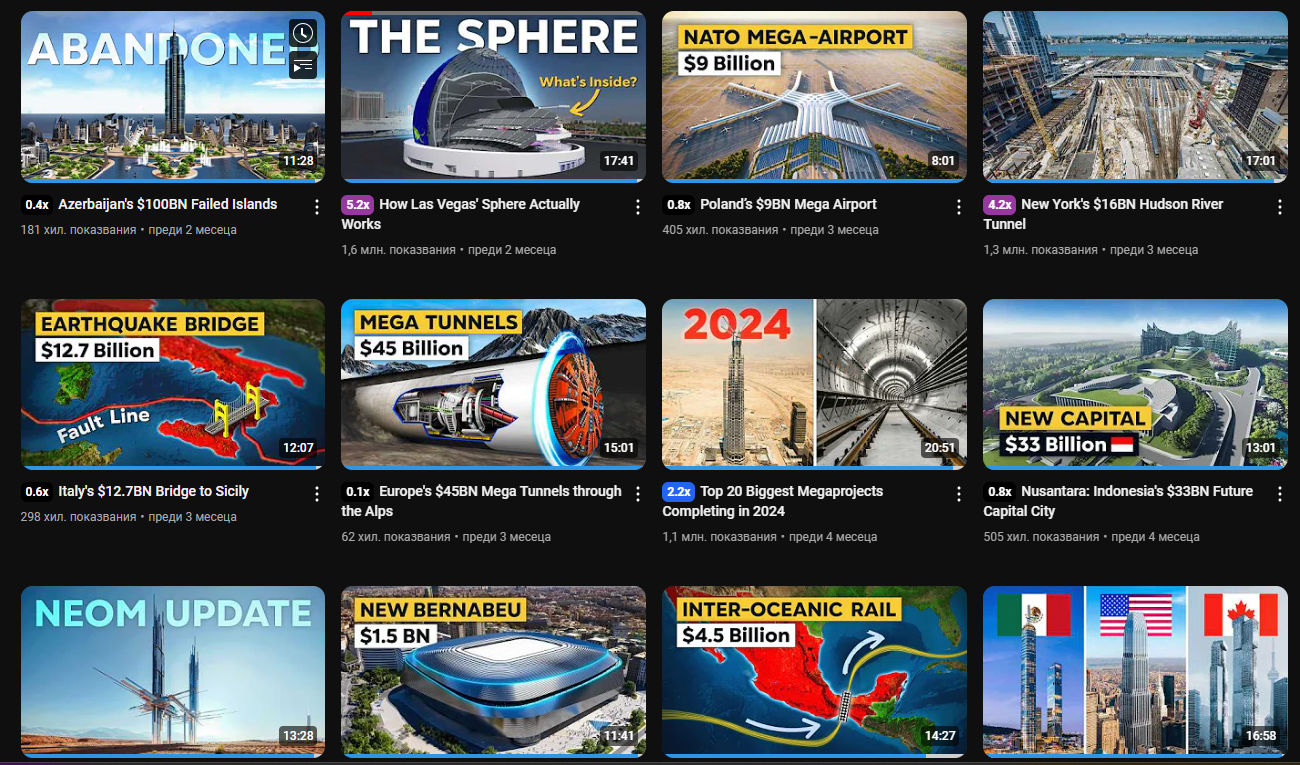 ABANDONE
11:28
THE SPHERE
What's Inside?
17:41
NATO MEGA-AIRPORT
$9 Billion
8:01
17:01
0.4x Azerbaijan's $100BN Failed Islands
181 хил. показвания • преди 2 месеца
5.2x How Las Vegas' Sphere Actually
Works
1,6 млн. показвания • преди 2 месеца
0.8x Poland's $9BN Mega Airport
405 хил. показвания • преди 3 месеца
4.2x New York's $16BN Hudson River
Tunnel
1,3 млн. показвания • преди 3 месеца
EARTHQUAKE BRIDGE
$12.7 Billion
Fault Line
12:07
MEGA TUNNELS
$45 Billion
15:01
2024
20:51
NEW CAPITAL
$33 Billion
13:01
0.6x Italy's $12.7BN Bridge to Sicily
298 хил. показвания • преди 3 месеца
0.1x Europe's $45BN Mega Tunnels through
the Alps
62 хил. показвания • преди 3 месеца
2.2x Top 20 Biggest Megaprojects
Completing in 2024
1,1 млн. показвания • преди 4 месеца
0.8x Nusantara: Indonesia's $33BN Future
Capital City
505 хил. показвания • преди 4 месеца
NEOM UPDATE
13:28
NEW BERNABEU
$1.5 BN
11:41
INTER-OCEANIC RAIL
$4.5 Billion
14:27
16:58